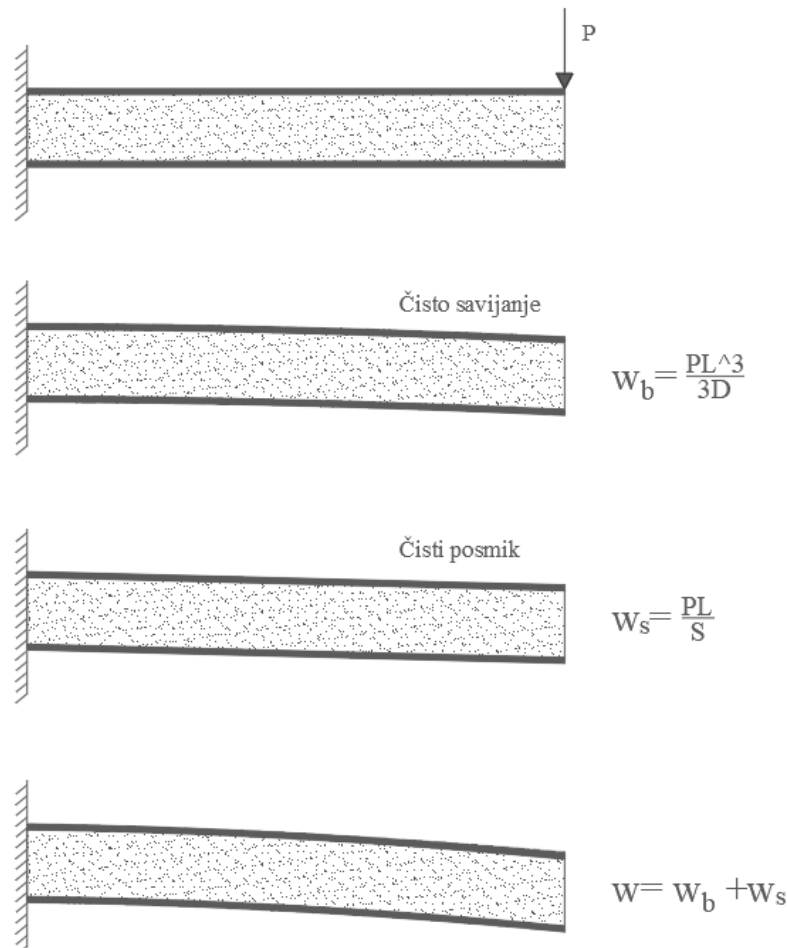 P
Čisto savijanje
w_b = PL^3/3D
Čisti posmik
w_s = PL/S
w = w_b + w_s